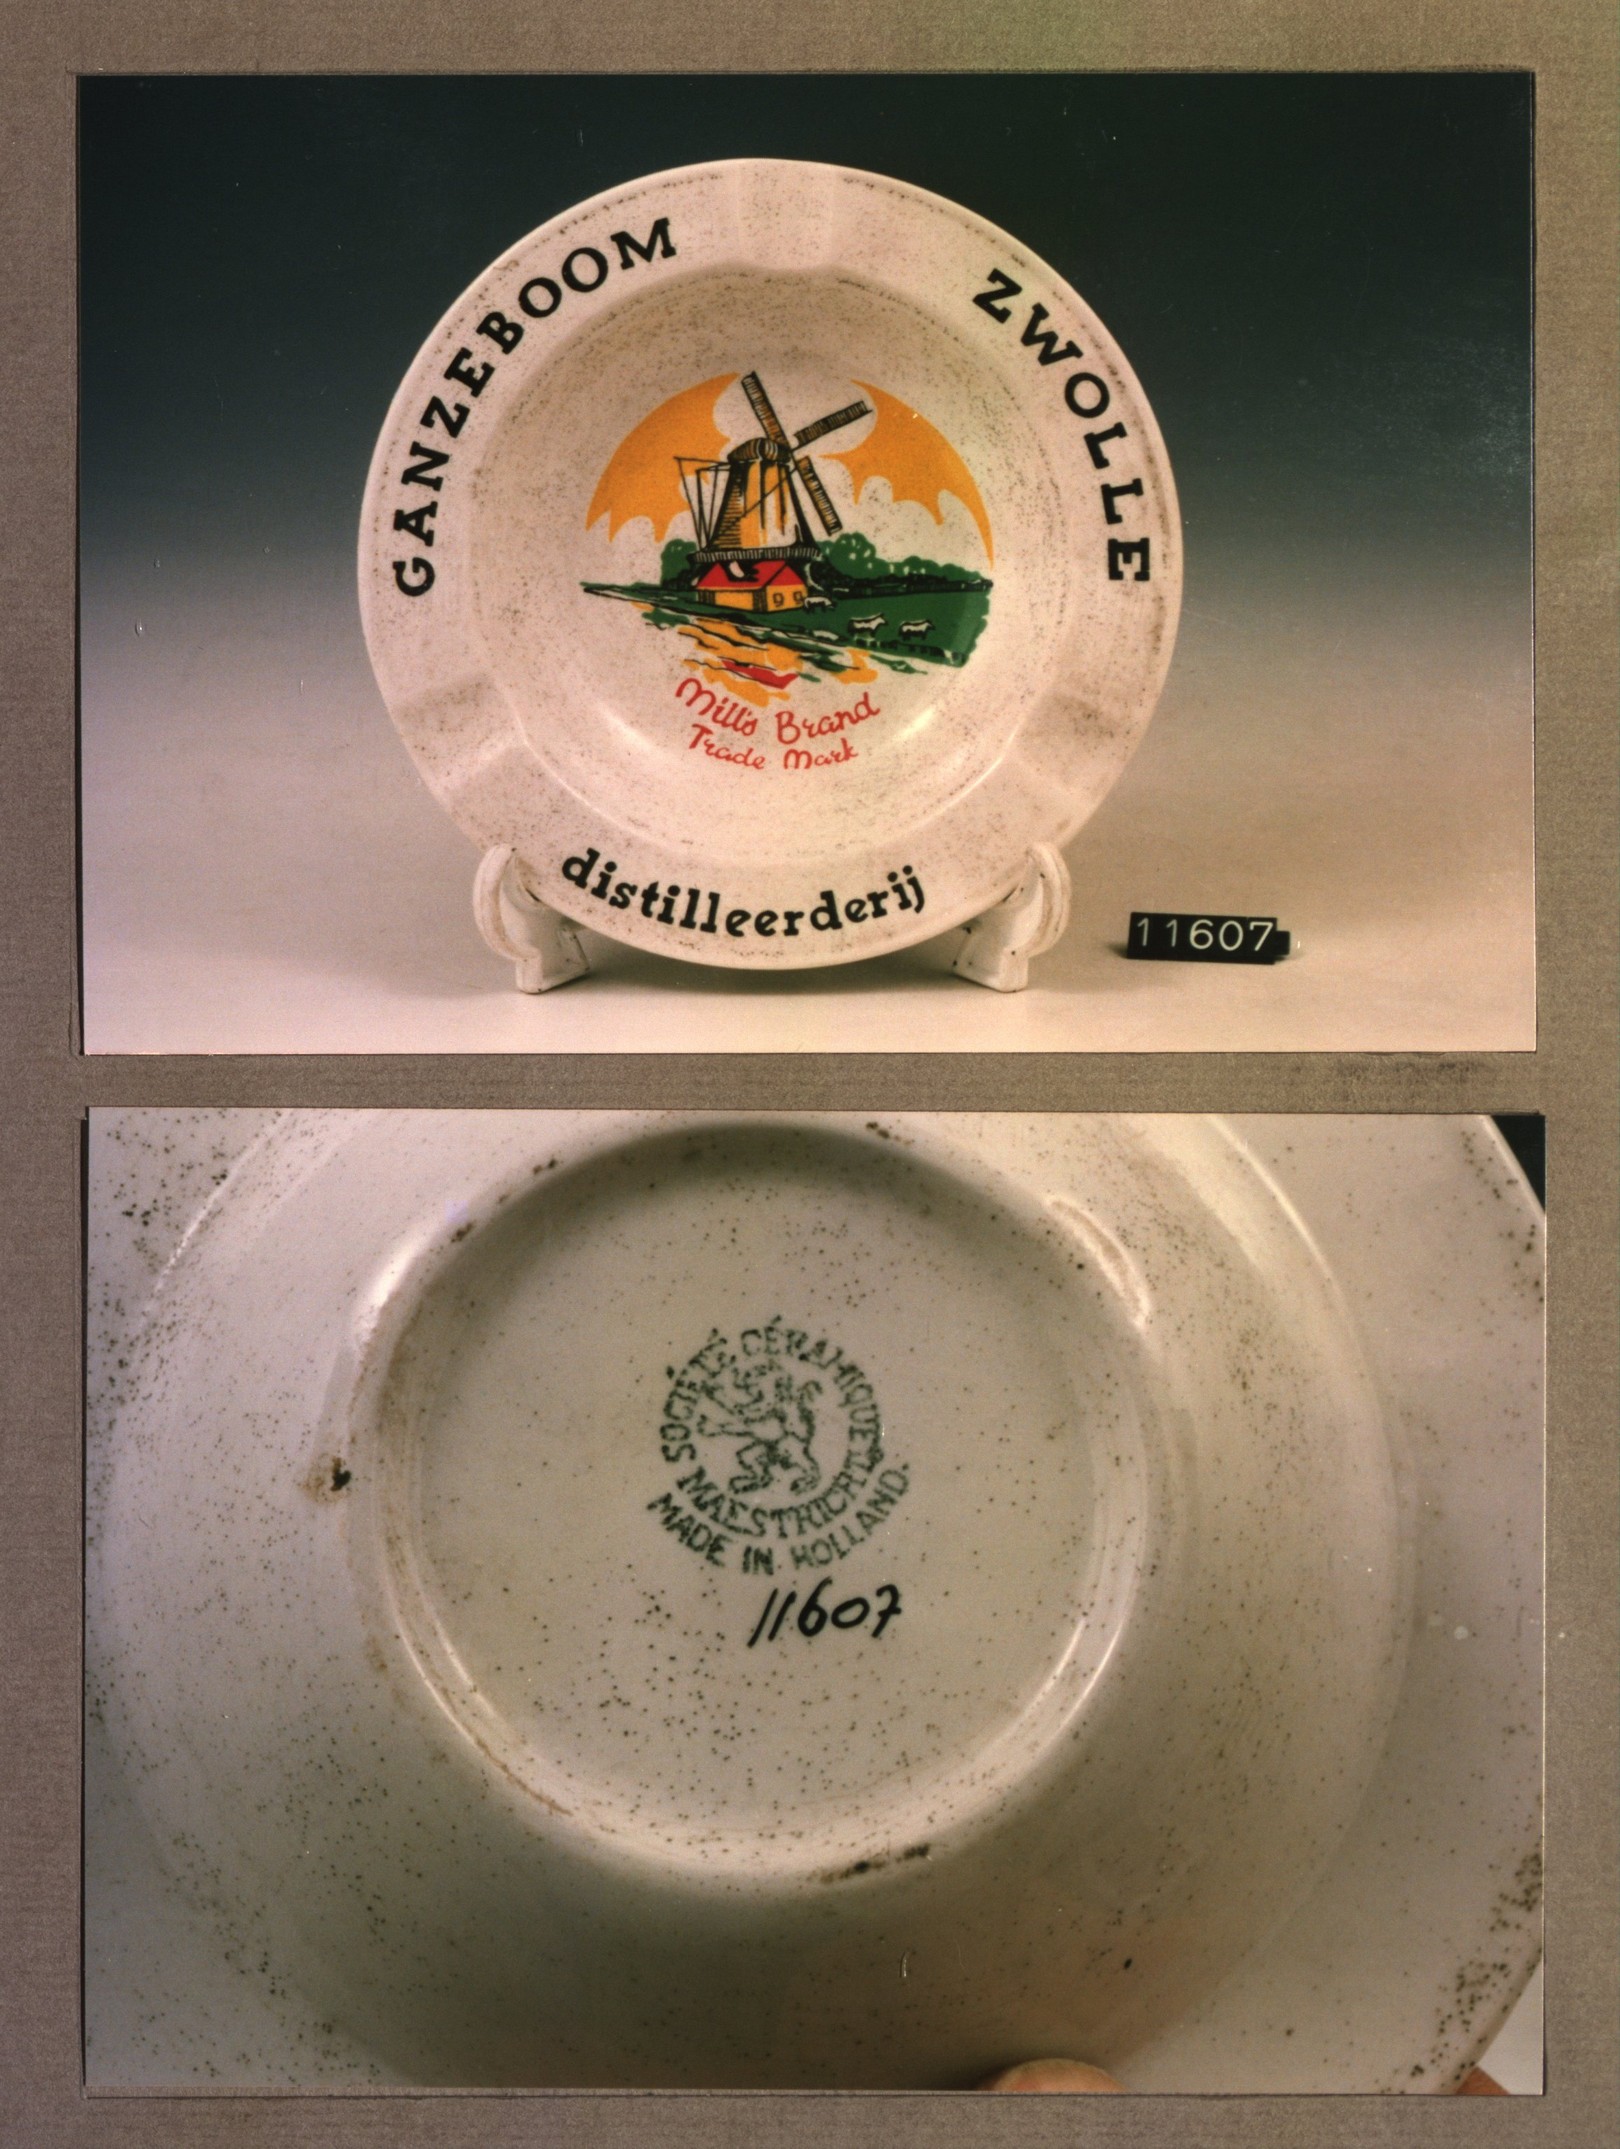 GANZEBOOM
ZWOLLE
Mill's Brand
Trade Mark
distilleerderij
11607
SOCIÉTÉ CÉRAMIQUE
MAESTRICHT
MADE IN HOLLAND.
11607